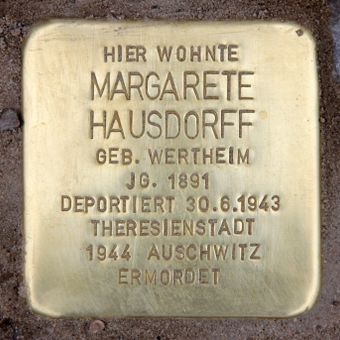 HIER WOHNTE
MARGARETE
HAUSDORFF
GEB. WERTHEIM
JG. 1891
DEPORTIERT 30.6.1943
THERESIENSTADT
1944 AUSCHWITZ
ERMORDET